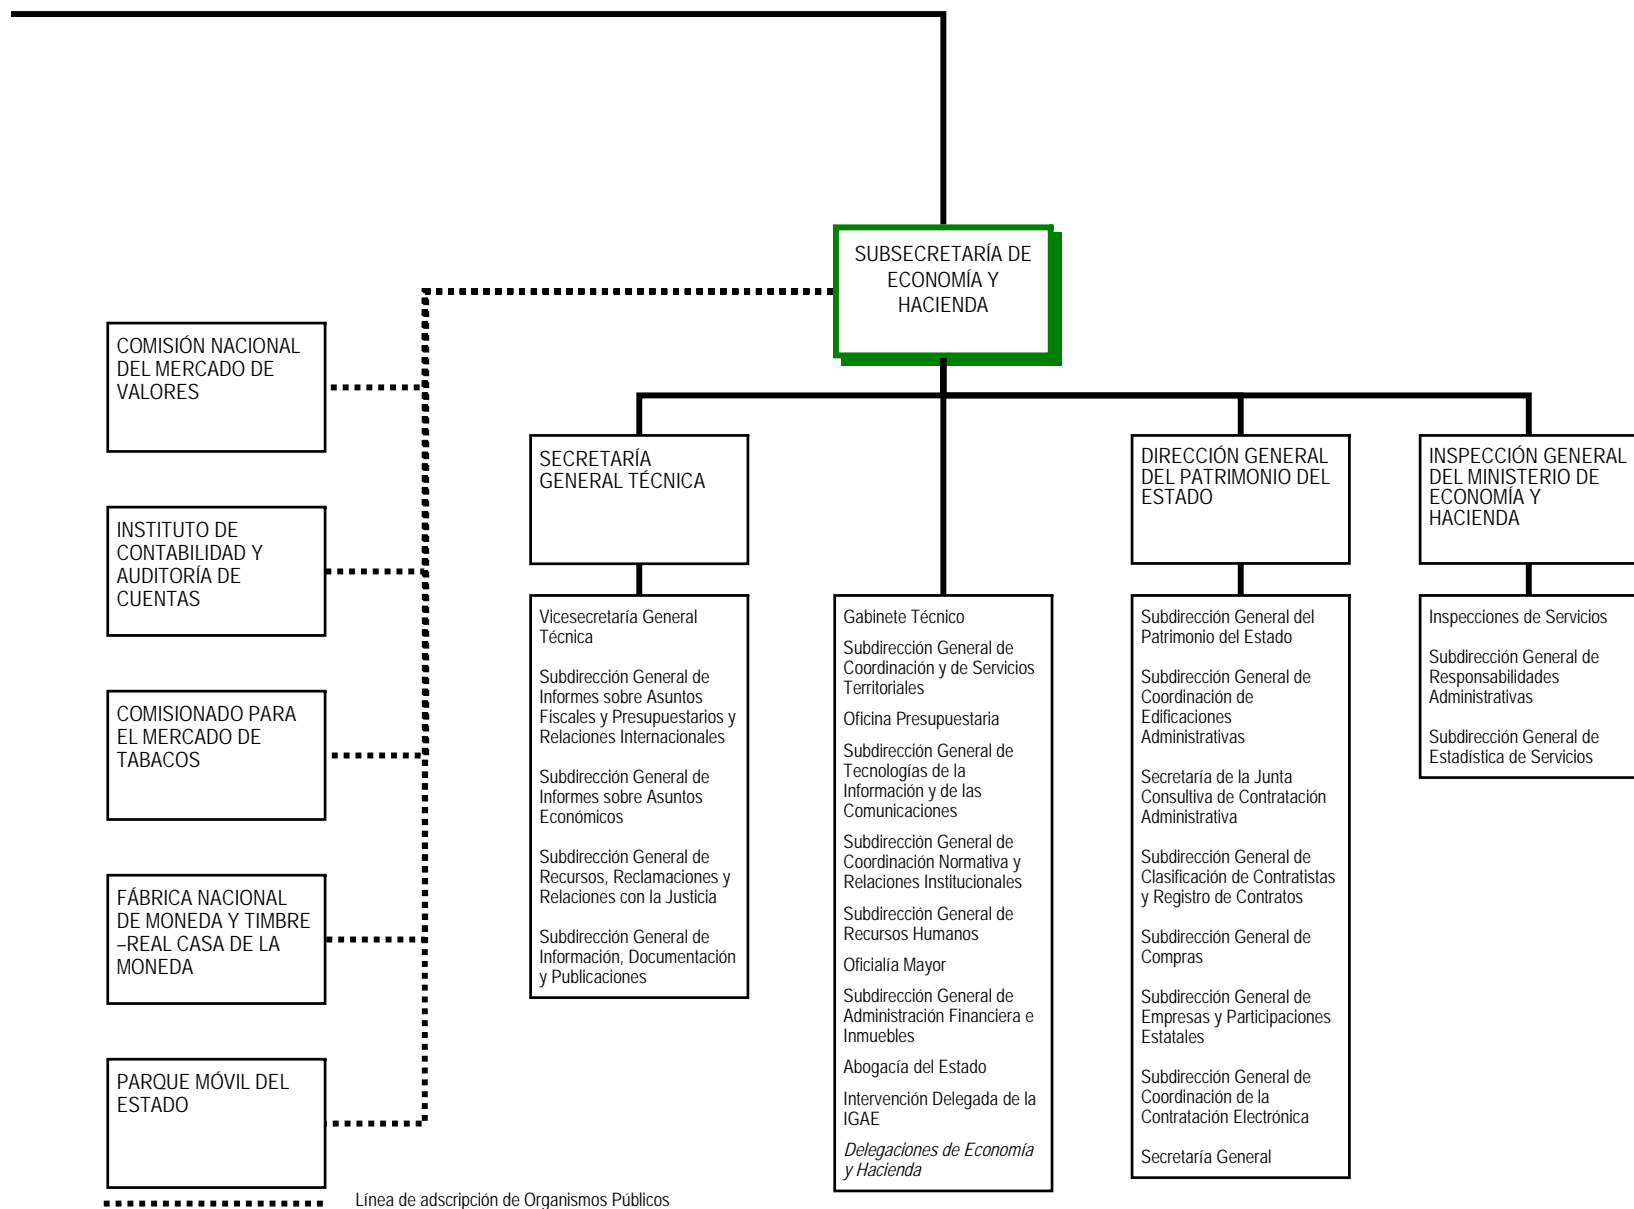 SUBSECRETARÍA DE
ECONOMÍA Y
HACIENDA
COMISIÓN NACIONAL
DEL MERCADO DE
VALORES
INSTITUTO DE
CONTABILIDAD Y
AUDITORÍA DE
CUENTAS
COMISIONADO PARA
EL MERCADO DE
TABACOS
FÁBRICA NACIONAL
DE MONEDA Y TIMBRE
–REAL CASA DE LA
MONEDA
PARQUE MÓVIL DEL
ESTADO
SECRETARÍA
GENERAL TÉCNICA
Vicesecretaría General
Técnica
Subdirección General de
Informes sobre Asuntos
Fiscales y Presupuestarios y
Relaciones Internacionales
Subdirección General de
Informes sobre Asuntos
Económicos
Subdirección General de
Recursos, Reclamaciones y
Relaciones con la Justicia
Subdirección General de
Información, Documentación
y Publicaciones
Gabinete Técnico
Subdirección General de
Coordinación y de Servicios
Territoriales
Oficina Presupuestaria
Subdirección General de
Tecnologías de la
Información y de las
Comunicaciones
Subdirección General de
Coordinación Normativa y
Relaciones Institucionales
Subdirección General de
Recursos Humanos
Oficialía Mayor
Subdirección General de
Administración Financiera e
Inmuebles
Abogacía del Estado
Intervención Delegada de la
IGAE
Delegaciones de Economía
y Hacienda
DIRECCIÓN GENERAL
DEL PATRIMONIO DEL
ESTADO
Subdirección General del
Patrimonio del Estado
Subdirección General de
Coordinación de
Edificaciones
Administrativas
Secretaría de la Junta
Consultiva de Contratación
Administrativa
Subdirección General de
Clasificación de Contratistas
y Registro de Contratos
Subdirección General de
Compras
Subdirección General de
Empresas y Participaciones
Estatales
Subdirección General de
Coordinación de la
Contratación Electrónica
Secretaría General
INSPECCIÓN GENERAL
DEL MINISTERIO DE
ECONOMÍA Y
HACIENDA
Inspecciones de Servicios
Subdirección General de
Responsabilidades
Administrativas
Subdirección General de
Estadística de Servicios
Línea de adscripción de Organismos Públicos